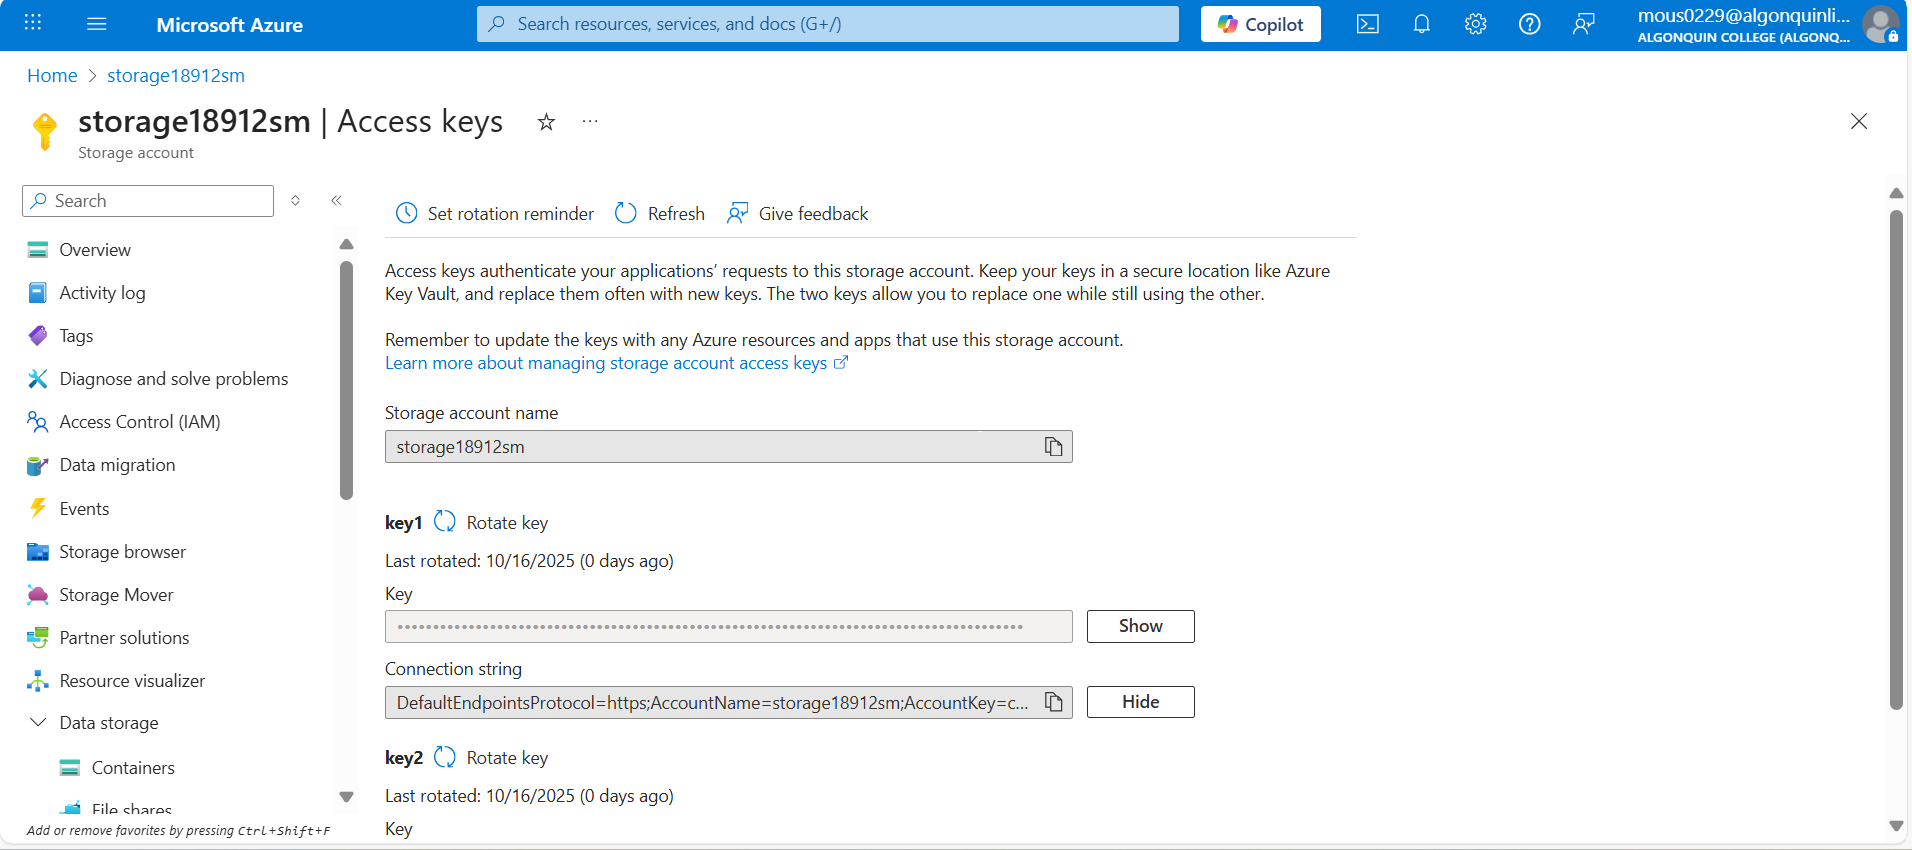 Microsoft Azure
Search resources, services, and docs (G+/)
Copilot
mous0229@algonquinli...
ALGONQUIN COLLEGE (ALGONQ...
Home > storage18912sm
storage18912sm | Access keys
Storage account
Search
Overview
Activity log
Tags
Diagnose and solve problems
Access Control (IAM)
Data migration
Events
Storage browser
Storage Mover
Partner solutions
Resource visualizer
Data storage
Containers
File shares
Add or remove favorites by pressing Ctrl+Shift+F
Set rotation reminder
Refresh
Give feedback
Access keys authenticate your applications’ requests to this storage account. Keep your keys in a secure location like Azure
Key Vault, and replace them often with new keys. The two keys allow you to replace one while still using the other.
Remember to update the keys with any Azure resources and apps that use this storage account.
Learn more about managing storage account access keys
Storage account name
storage18912sm
key1 Rotate key
Last rotated: 10/16/2025 (0 days ago)
Key
Show
Connection string
DefaultEndpointsProtocol=https;AccountName=storage18912sm;AccountKey=c...
Hide
key2 Rotate key
Last rotated: 10/16/2025 (0 days ago)
Key